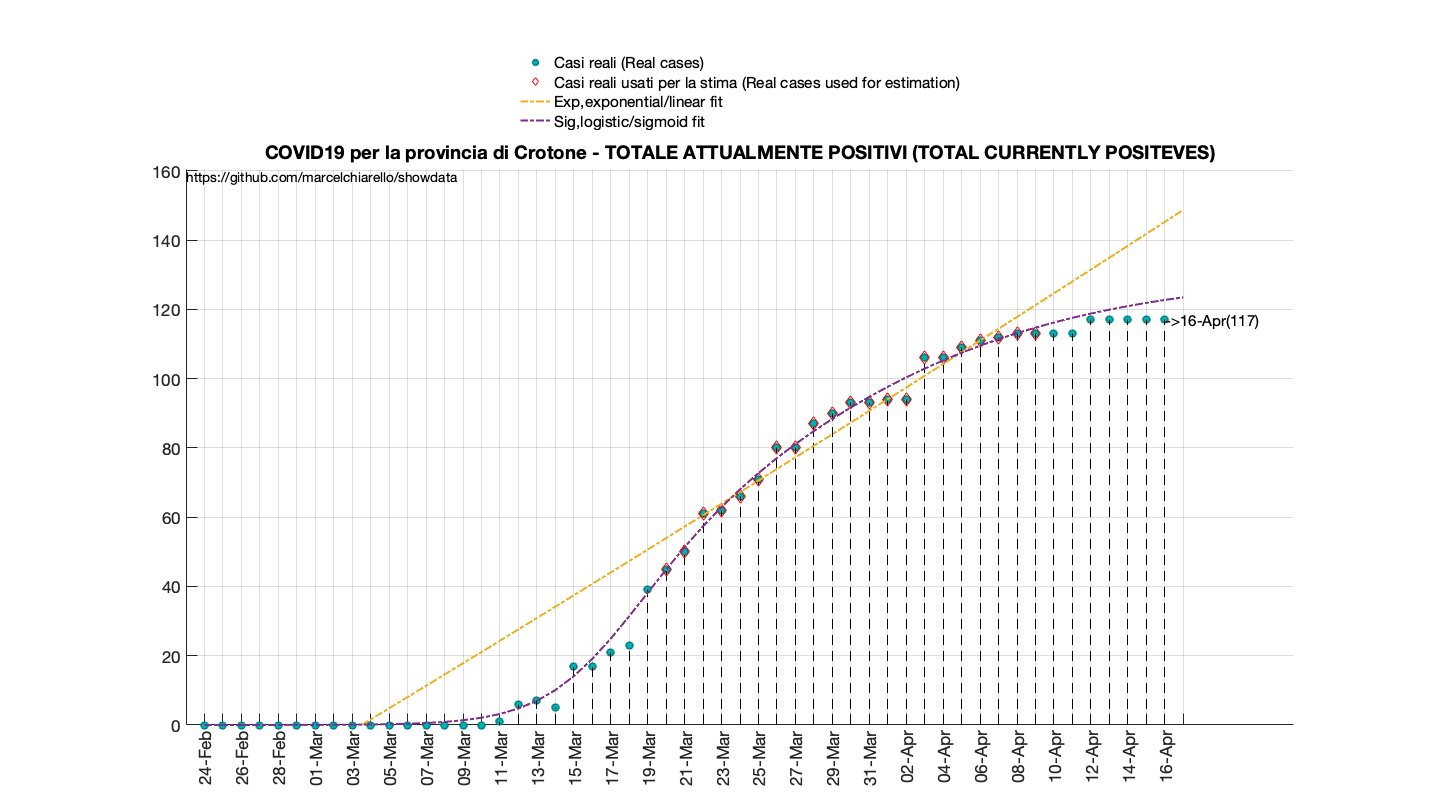 Casi reali (Real cases)
Casi reali usati per la stima (Real cases used for estimation)
Exp,exponential/linear fit
Sig,logistic/sigmoid fit
COVID19 per la provincia di Crotone - TOTALE ATTUALMENTE POSITIVI (TOTAL CURRENTLY POSITEVES)
https://github.com/marcelchiarello/showdata
160
140
120
100
80
60
40
20
0
->16-Apr(117)
24-Feb
26-Feb
28-Feb
01-Mar
03-Mar
05-Mar
07-Mar
09-Mar
11-Mar
13-Mar
15-Mar
17-Mar
19-Mar
21-Mar
23-Mar
25-Mar
27-Mar
29-Mar
31-Mar
02-Apr
04-Apr
06-Apr
08-Apr
10-Apr
12-Apr
14-Apr
16-Apr